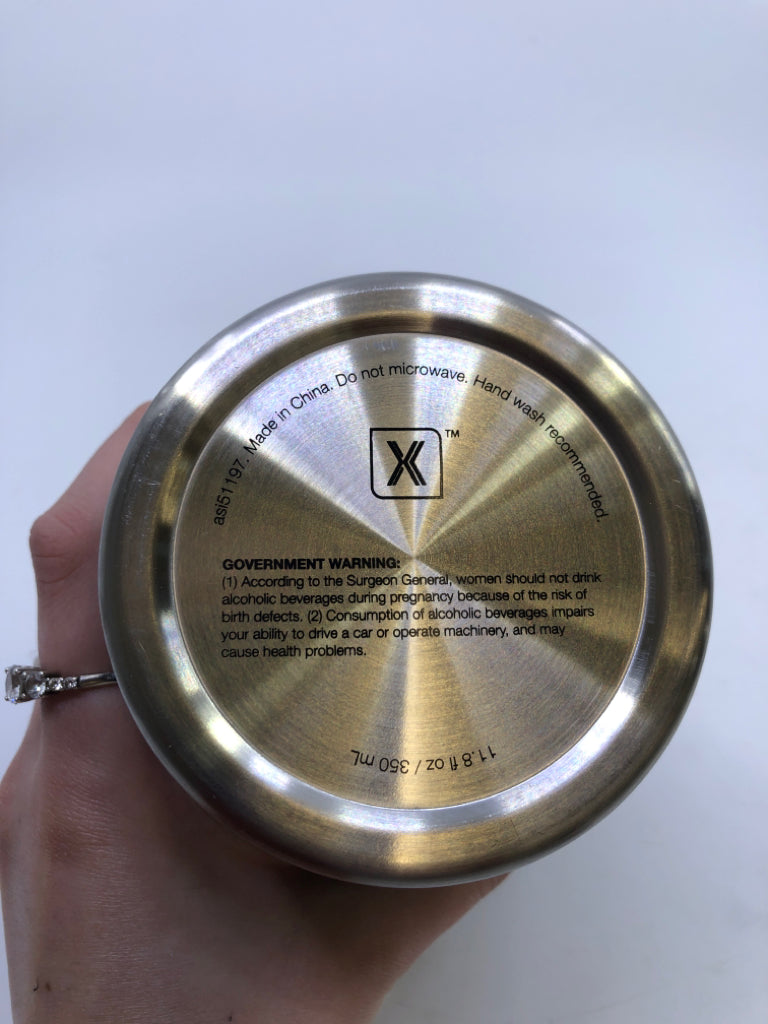 asi51197. Made in China. Do not microwave. Hand wash recommended.
X™
GOVERNMENT WARNING:
(1) According to the Surgeon General, women should not drink
alcoholic beverages during pregnancy because of the risk of
birth defects. (2) Consumption of alcoholic beverages impairs
your ability to drive a car or operate machinery, and may
cause health problems.
11.8 fl oz / 350 mL